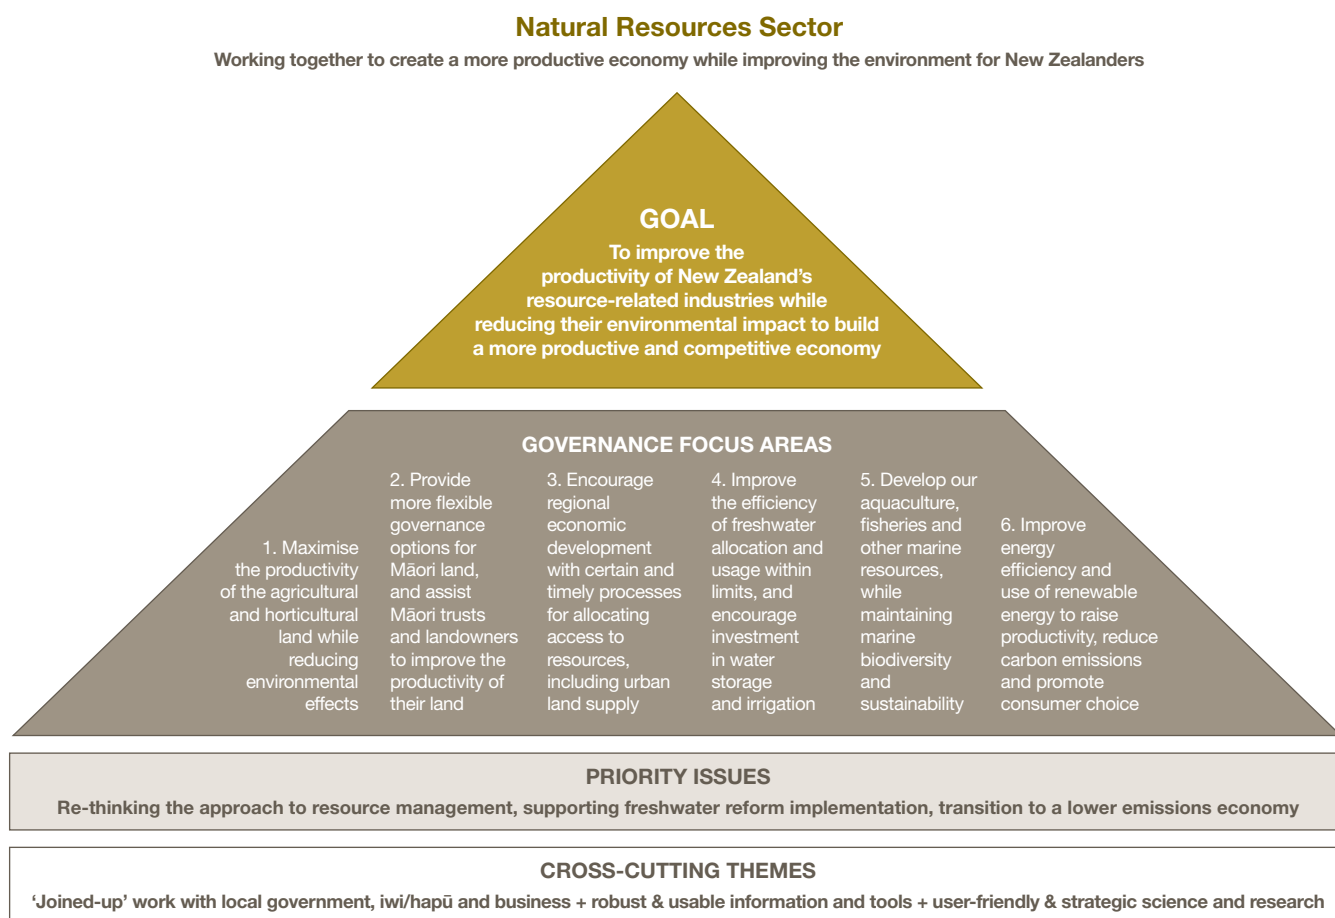 Natural Resources Sector
Working together to create a more productive economy while improving the environment for New Zealanders
GOAL
To improve the
productivity of New Zealand's
resource-related industries while
reducing their environmental impact to build
a more productive and competitive economy
GOVERNANCE FOCUS AREAS
1. Maximise
the productivity
of the agricultural
and horticultural
land while
reducing
environmental
effects
2. Provide
more flexible
governance
options for
Māori land,
and assist
Māori trusts
and landowners
to improve the
productivity of
their land
3. Encourage
regional
economic
development
with certain and
timely processes
for allocating
access to
resources,
including urban
land supply
4. Improve
the efficiency
of freshwater
allocation and
usage within
limits, and
encourage
investment
in water
storage
and irrigation
5. Develop our
aquaculture,
fisheries and
other marine
resources,
while
maintaining
marine
biodiversity
and
sustainability
6. Improve
energy
efficiency and
use of renewable
energy to raise
productivity, reduce
carbon emissions
and promote
consumer choice
PRIORITY ISSUES
Re-thinking the approach to resource management, supporting freshwater reform implementation, transition to a lower emissions economy
CROSS-CUTTING THEMES
'Joined-up' work with local government, iwi/hapū and business + robust & usable information and tools + user-friendly & strategic science and research